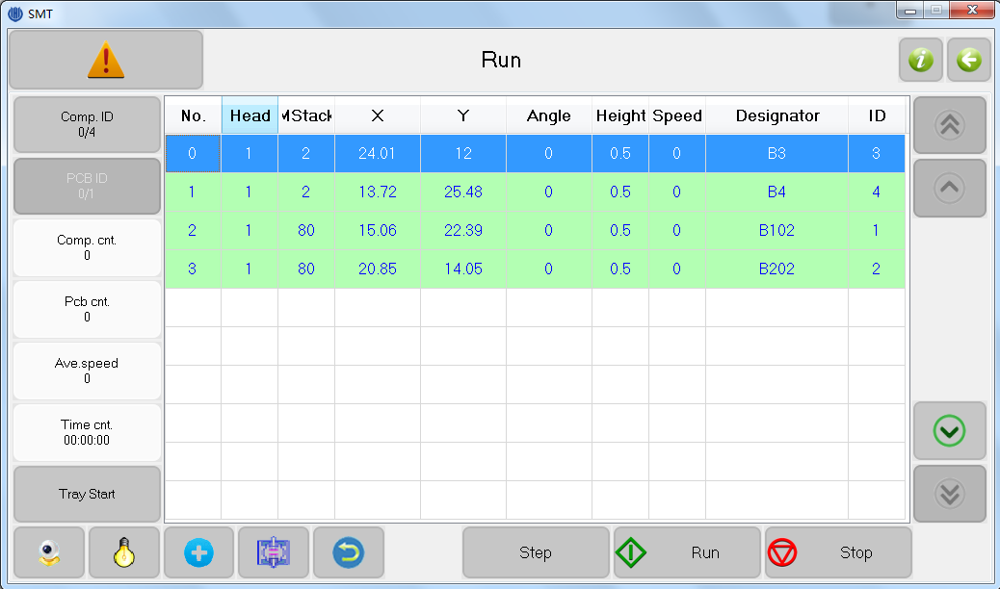 SMT
Run
Comp. ID
0/4
PCB ID
0/1
Comp. cnt.
0
Pcb cnt.
0
Ave.speed
0
Time cnt.
00:00:00
Tray Start
No. Head MStack X Y Angle Height Speed Designator ID
0 1 2 24.01 12 0 0.5 0 B3 3
1 1 2 13.72 25.48 0 0.5 0 B4 4
2 1 80 15.06 22.39 0 0.5 0 B102 1
3 1 80 20.85 14.05 0 0.5 0 B202 2
Step Run Stop